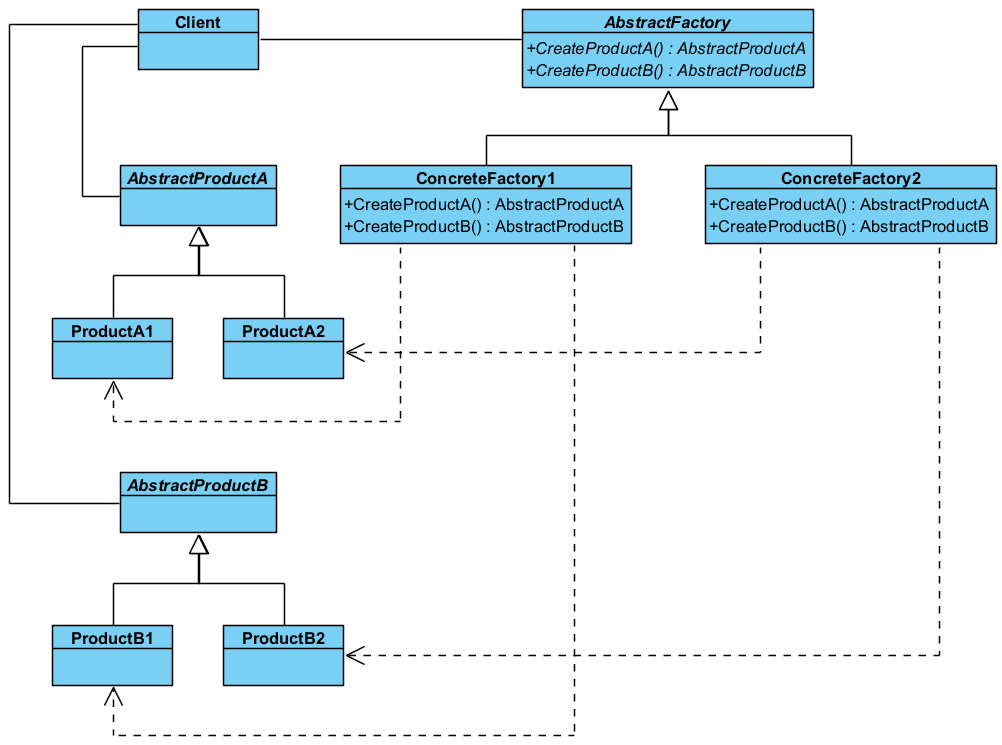 Client
AbstractFactory
+CreateProductA() : AbstractProductA
+CreateProductB() : AbstractProductB
AbstractProductA
ConcreteFactory1
+CreateProductA() : AbstractProductA
+CreateProductB() : AbstractProductB
ConcreteFactory2
+CreateProductA() : AbstractProductA
+CreateProductB() : AbstractProductB
ProductA1
ProductA2
AbstractProductB
ProductB1
ProductB2